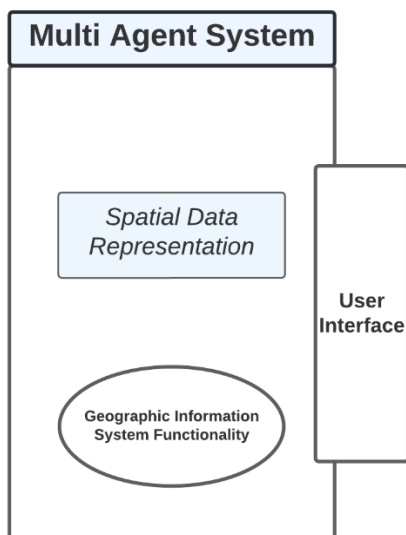 Multi Agent System
Spatial Data
Representation
User
Interface
Geographic Information
System Functionality